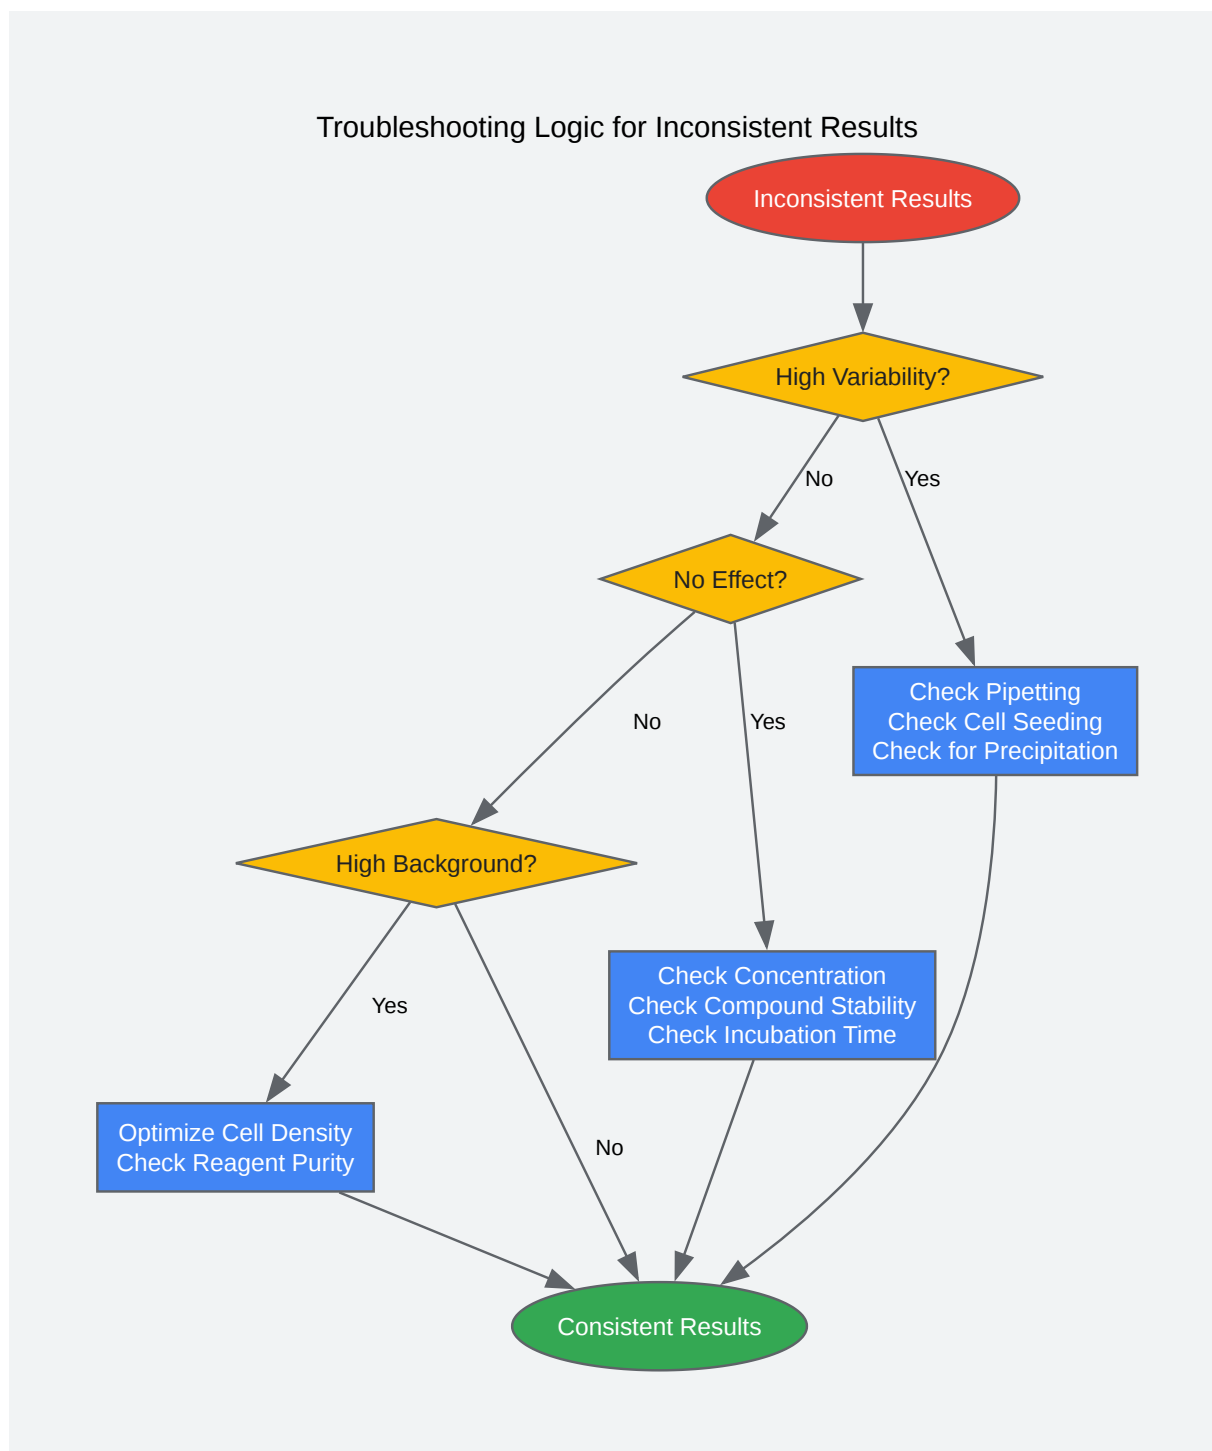 Troubleshooting Logic for Inconsistent Results
Inconsistent Results
High Variability?
No
Yes
No Effect?
Check Pipetting
Check Cell Seeding
Check for Precipitation
No
Yes
High Background?
Check Concentration
Check Compound Stability
Check Incubation Time
Yes
Optimize Cell Density
Check Reagent Purity
No
Consistent Results